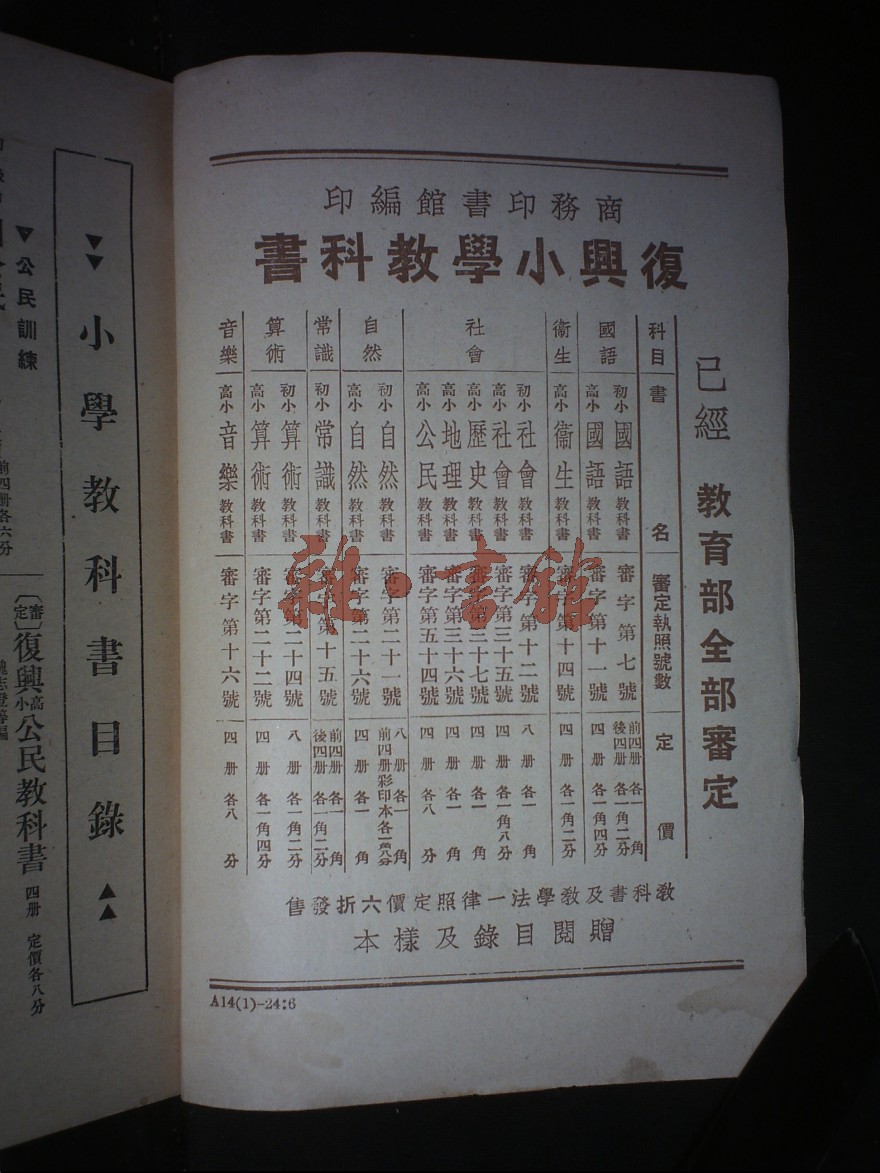 商務印書館編印
復興小學教科書
已經 教育部全部審定
科目 書名 審定執照號數 定價
國語 初小國語教科書 審字第七號 前四冊各一角 後四冊各一角二分
高小國語教科書 審字第十一號 四冊各一角四分
衛生 高小衛生教科書 審字第十四號 四冊各一角二分
社會 初小社會教科書 審字第十二號 八冊各一角
高小社會教科書 審字第三十五號 四冊各一角八分
高小歷史教科書 審字第三十七號 四冊各一角
高小地理教科書 審字第三十六號 四冊各一角
高小公民教科書 審字第五十四號 四冊各八分
自然 初小自然教科書 審字第二十一號 八冊各一角 前四冊彩印本各一角八分
高小自然教科書 審字第二十六號 四冊各一角
常識 初小常識教科書 審字第十五號 前四冊各一角 後四冊各一角二分
算術 初小算術教科書 審字第二十四號 八冊各一角二分
高小算術教科書 審字第二十二號 四冊各一角四分
音樂 高小音樂教科書 審字第十六號 四冊各八分
教科書及教學法一律照定價六折發售
贈閱目錄及樣本
A14(1)-24:6
雜·書館
小學教科書目錄
公民訓練
前四冊各六分
〔審定〕復興高小公民教科書 四冊 定價各八分